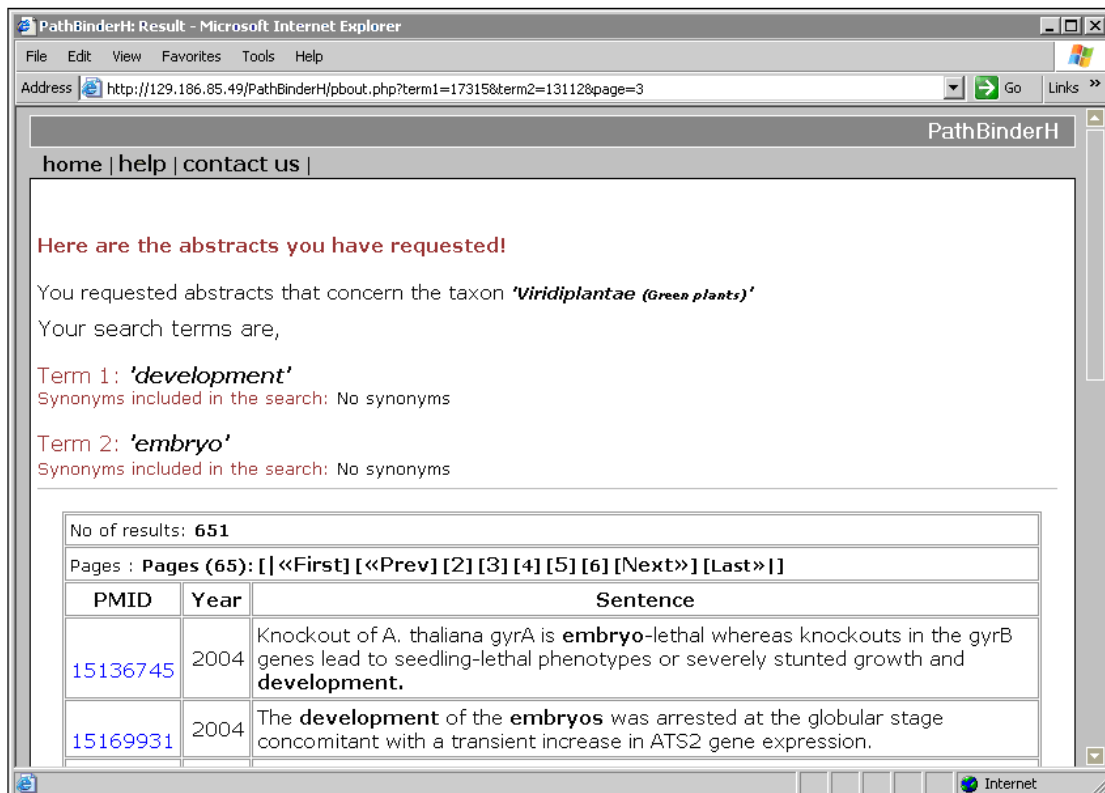 PathBinderH: Result - Microsoft Internet Explorer
File Edit View Favorites Tools Help
Address http://129.186.85.49/PathBinderH/pbout.php?term1=17315&term2=13112&page=3 Go Links »
PathBinderH
home | help | contact us |
Here are the abstracts you have requested!
You requested abstracts that concern the taxon 'Viridiplantae (Green plants)'
Your search terms are,
Term 1: 'development'
Synonyms included in the search: No synonyms
Term 2: 'embryo'
Synonyms included in the search: No synonyms
No of results: 651
Pages : Pages (65): [|«First] [«Prev] [2] [3] [4] [5] [6] [Next»] [Last»|]
PMID Year Sentence
15136745 2004 Knockout of A. thaliana gyrA is embryo-lethal whereas knockouts in the gyrB
genes lead to seedling-lethal phenotypes or severely stunted growth and
development.
15169931 2004 The development of the embryos was arrested at the globular stage
concomitant with a transient increase in ATS2 gene expression.
Internet